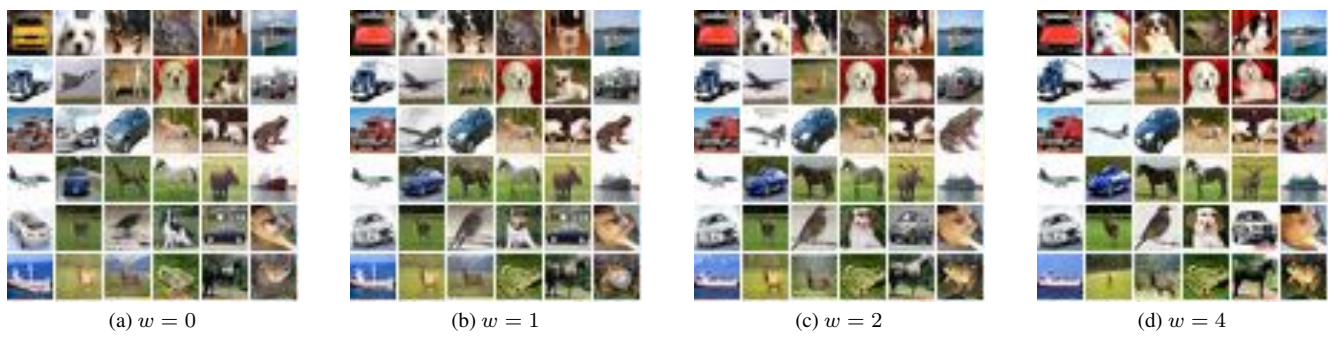 (a) w = 0
(b) w = 1
(c) w = 2
(d) w = 4